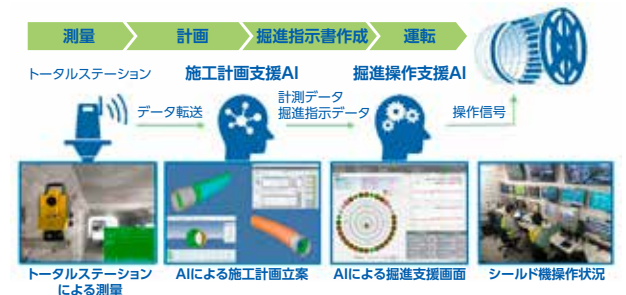 測量
計画
掘進指示書作成
運転
トータルステーション
施工計画支援AI
掘進操作支援AI
データ転送
計測データ
掘進指示データ
操作信号
トータルステーション
による測量
AIによる施工計画立案
AIによる掘進支援画面
シールド機操作状況